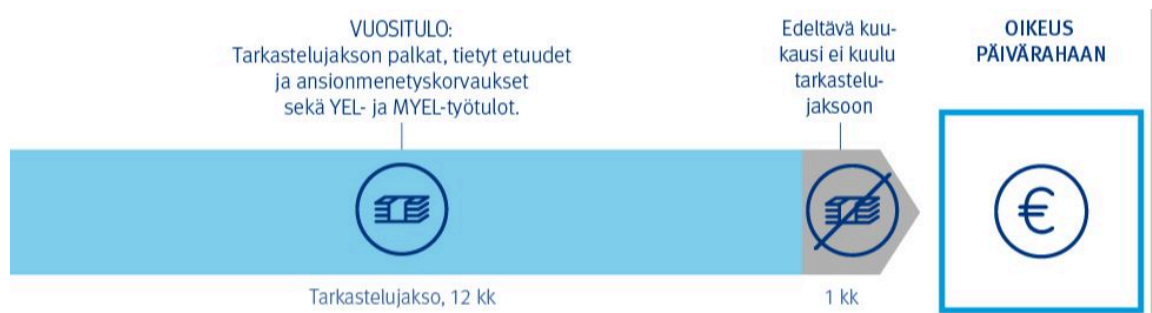 VUOSITULO:
Tarkastelujakson palkat, tietyt etuudet
ja ansionmenetyskorvaukset
sekä YEL- ja MYEL-työtulot.
Edeltävä kuu-
kausi ei kuulu
tarkastelu-
jaksoon
OIKEUS
PÄIVÄRAHAAN
€
Tarkastelujakso, 12 kk
1 kk